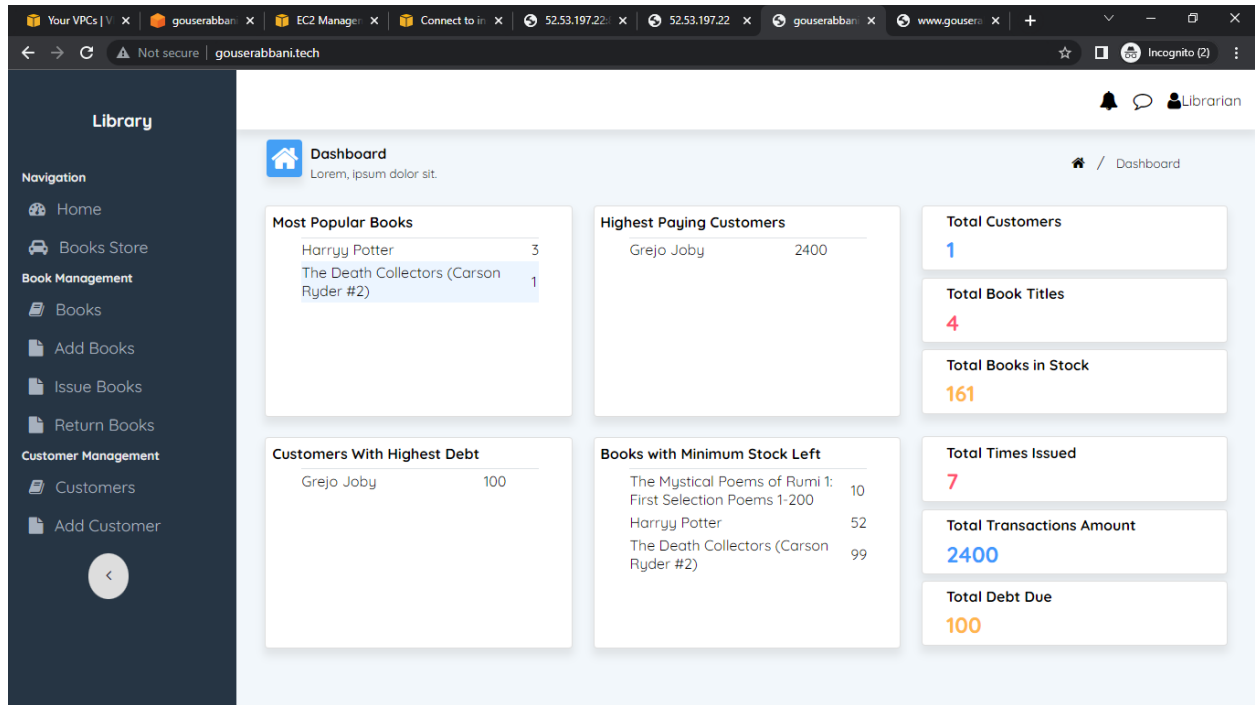 Your VPCs | V
gouserabban
EC2 Manager
Connect to in
52.53.197.22:
52.53.197.22
gouserabban
www.gousera
Not secure
gouserabbani.tech
Incognito (2)
Library
Librarian
Navigation
Home
Books Store
Book Management
Books
Add Books
Issue Books
Return Books
Customer Management
Customers
Add Customer
Dashboard
Lorem, ipsum dolor sit.
/ Dashboard
Most Popular Books
Harryy Potter 3
The Death Collectors (Carson
Ryder #2) 1
Highest Paying Customers
Grejo Joby 2400
Total Customers
1
Total Book Titles
4
Total Books in Stock
161
Customers With Highest Debt
Grejo Joby 100
Books with Minimum Stock Left
The Mystical Poems of Rumi 1:
First Selection Poems 1-200 10
Harryy Potter 52
The Death Collectors (Carson
Ryder #2) 99
Total Times Issued
7
Total Transactions Amount
2400
Total Debt Due
100